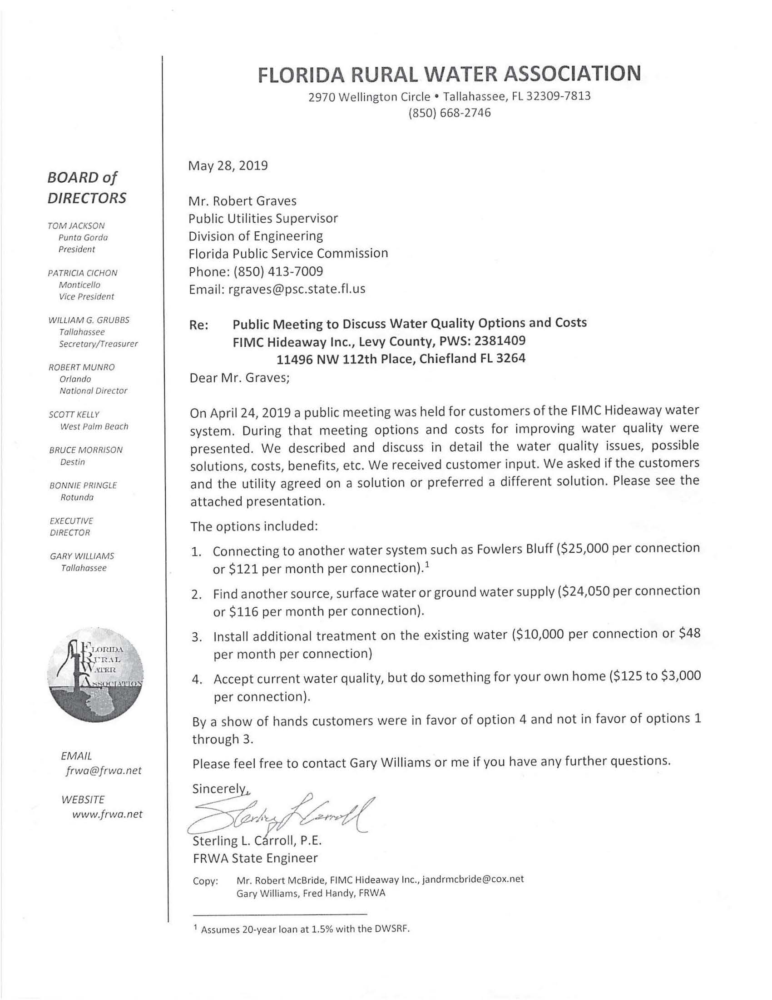 FLORIDA RURAL WATER ASSOCIATION
2970 Wellington Circle • Tallahassee, FL 32309-7813
(850) 668-2746
BOARD of
DIRECTORS
TOM JACKSON
Punta Gorda
President
PATRICIA CICHON
Monticello
Vice President
WILLIAM G. GRUBBS
Tallahassee
Secretary/Treasurer
ROBERT MUNRO
Orlando
National Director
SCOTT KELLY
West Palm Beach
BRUCE MORRISON
Destin
BONNIE PRINGLE
Rotunda
EXECUTIVE
DIRECTOR
GARY WILLIAMS
Tallahassee
FLORIDA
RURAL
WATER
ASSOCIATION
EMAIL
frwa@frwa.net
WEBSITE
www.frwa.net
May 28, 2019
Mr. Robert Graves
Public Utilities Supervisor
Division of Engineering
Florida Public Service Commission
Phone: (850) 413-7009
Email: rgraves@psc.state.fl.us
Re: Public Meeting to Discuss Water Quality Options and Costs
FIMC Hideaway Inc., Levy County, PWS: 2381409
11496 NW 112th Place, Chiefland FL 3264
Dear Mr. Graves;
On April 24, 2019 a public meeting was held for customers of the FIMC Hideaway water
system. During that meeting options and costs for improving water quality were
presented. We described and discuss in detail the water quality issues, possible
solutions, costs, benefits, etc. We received customer input. We asked if the customers
and the utility agreed on a solution or preferred a different solution. Please see the
attached presentation.
The options included:
1. Connecting to another water system such as Fowlers Bluff ($25,000 per connection
or $121 per month per connection).1
2. Find another source, surface water or ground water supply ($24,050 per connection
or $116 per month per connection).
3. Install additional treatment on the existing water ($10,000 per connection or $48
per month per connection)
4. Accept current water quality, but do something for your own home ($125 to $3,000
per connection).
By a show of hands customers were in favor of option 4 and not in favor of options 1
through 3.
Please feel free to contact Gary Williams or me if you have any further questions.
Sincerely,
Sterling L Carroll
Sterling L. Carroll, P.E.
FRWA State Engineer
Copy: Mr. Robert McBride, FIMC Hideaway Inc., jandrmcbride@cox.net
Gary Williams, Fred Handy, FRWA
1 Assumes 20-year loan at 1.5% with the DWSRF.